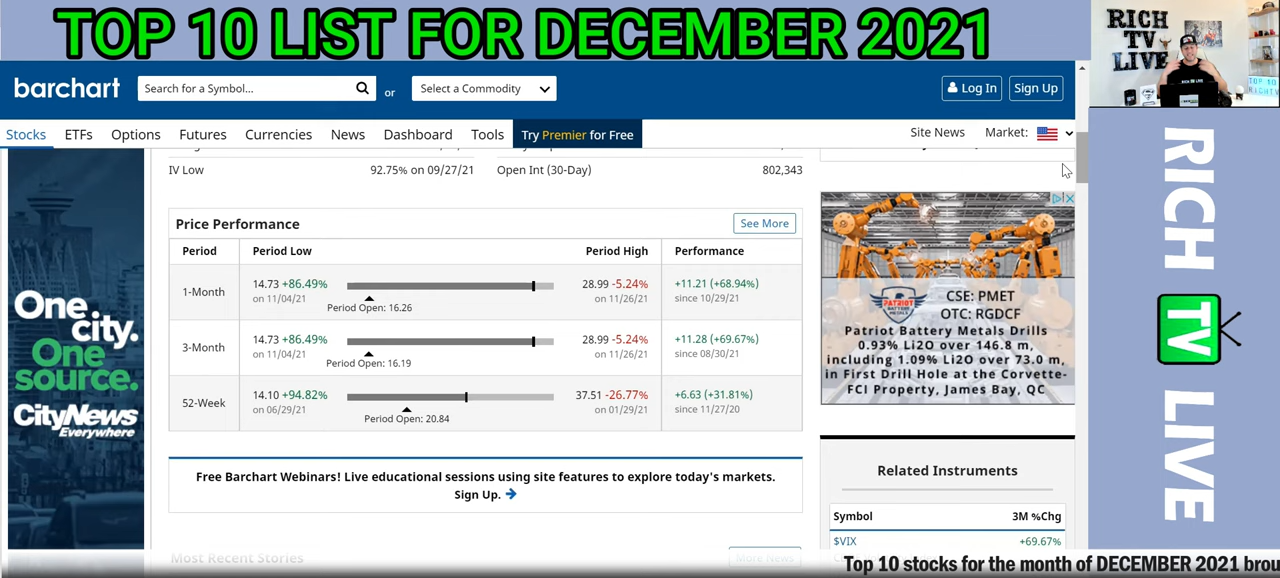 TOP 10 LIST FOR DECEMBER 2021
RICH
TV
LIVE
barchart
Search for a Symbol...
or
Select a Commodity
Log In
Sign Up
Stocks
ETFs
Options
Futures
Currencies
News
Dashboard
Tools
Try Premier for Free
Site News
Market:
IV Low
92.75% on 09/27/21
Open Int (30-Day)
802,343
Price Performance
See More
Period
Period Low
Period High
Performance
1-Month
14.73 +86.49%
on 11/04/21
Period Open: 16.26
28.99 -5.24%
on 11/26/21
+11.21 (+68.94%)
since 10/29/21
3-Month
14.73 +86.49%
on 11/04/21
Period Open: 16.19
28.99 -5.24%
on 11/26/21
+11.28 (+69.67%)
since 08/30/21
52-Week
14.10 +94.82%
on 06/29/21
Period Open: 20.84
37.51 -26.77%
on 01/29/21
+6.63 (+31.81%)
since 11/27/20
Free Barchart Webinars! Live educational sessions using site features to explore today's markets.
Sign Up.
Most Recent Stories
More News
One
city.
One
source.
CityNews
Everywhere
PATRIOT
CSE: PMET
OTC: RGDCF
Patriot Battery Metals Drills
0.93% Li2O over 146.8 m,
including 1.09% Li2O over 73.0 m,
in First Drill Hole at the Corvette-
FCI Property, James Bay, QC
Related Instruments
Symbol
3M %Chg
$VIX
+69.67%
RICH
TV
LIVE
Top 10 stocks for the month of DECEMBER 2021 brou